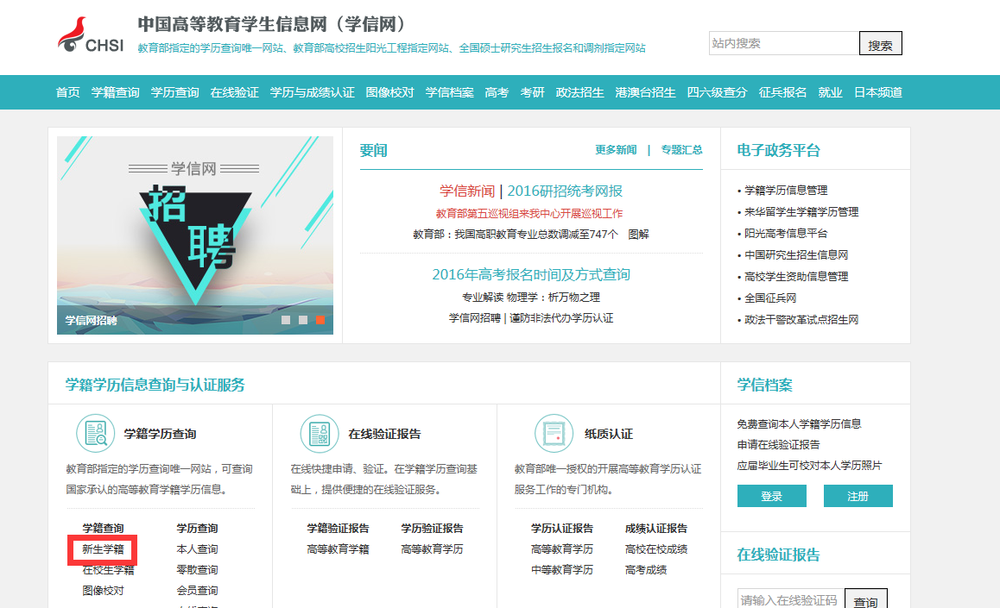 中国高等教育学生信息网（学信网）
CHSI
教育部指定的学历查询唯一网站、教育部高校招生阳光工程指定网站、全国硕士研究生招生报名和调剂指定网站
站内搜索 搜索
首页 学籍查询 学历查询 在线验证 学历与成绩认证 图像校对 学信档案 高考 考研 政法招生 港澳台招生 四六级查分 征兵报名 就业 日本频道
学信网
招聘
学信网招聘
要闻 更多新闻 | 专题汇总
学信新闻 | 2016研招统考网报
教育部第五巡视组来我中心开展巡视工作
教育部：我国高职教育专业总数调减至747个 图解
2016年高考报名时间及方式查询
专业解读 物理学：析万物之理
学信网招聘 | 谨防非法代办学历认证
电子政务平台
• 学籍学历信息管理
• 来华留学生学籍学历管理
• 阳光高考信息平台
• 中国研究生招生信息网
• 高校学生资助信息管理
• 全国征兵网
• 政法干警改革试点招生网
学籍学历信息查询与认证服务
学籍学历查询
教育部指定的学历查询唯一网站，可查询
国家承认的高等教育学籍学历信息。
学籍查询 学历查询
新生学籍 本人查询
在校生学籍 零散查询
图像校对 会员查询
在线验证报告
在线快捷申请、验证。在学籍学历查询基
础上，提供便捷的在线验证服务。
学籍验证报告 学历验证报告
高等教育学籍 高等教育学历
纸质认证
教育部唯一授权的开展高等教育学历认证
服务工作的专门机构。
学历认证报告 成绩认证报告
高等教育学历 高校在校成绩
中等教育学历 高考成绩
学信档案
免费查询本人学籍学历信息
申请在线验证报告
应届毕业生可校对本人学历照片
登录 注册
在线验证报告
请输入在线验证码 查询